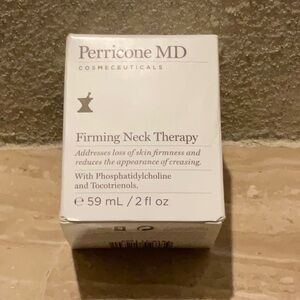 Perricone MD
COSMECEUTICALS
Firming Neck Therapy
Addresses loss of skin firmness and
reduces the appearance of creasing.
With Phosphatidylcholine
and Tocotrienols.
℮ 59 mL / 2 fl oz